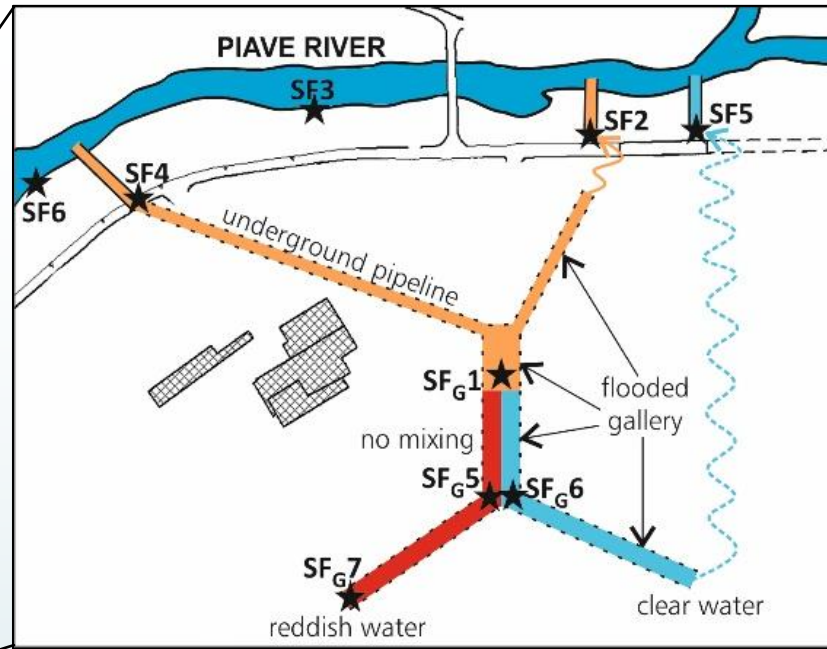 PIAVE RIVER
SF3
SF2
SF5
SF4
SF6
underground pipeline
SFG1
flooded
gallery
no mixing
SFG5
SFG6
SFG7
clear water
reddish water